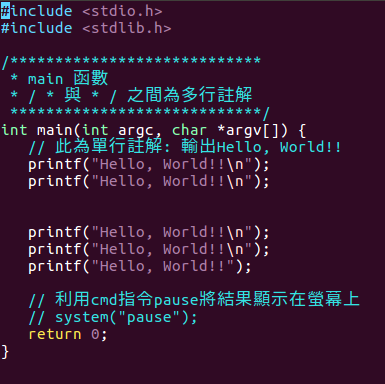 #include <stdio.h>
#include <stdlib.h>
/****************************
 * main 函數
 * / * 與 * / 之間為多行註解
 ****************************/
int main(int argc, char *argv[]) {
   // 此為單行註解: 輸出Hello, World!!
   printf("Hello, World!!\n");
   printf("Hello, World!!\n");
   printf("Hello, World!!\n");
   printf("Hello, World!!\n");
   printf("Hello, World!!");
   // 利用cmd指令pause將結果顯示在螢幕上
   // system("pause");
   return 0;
}